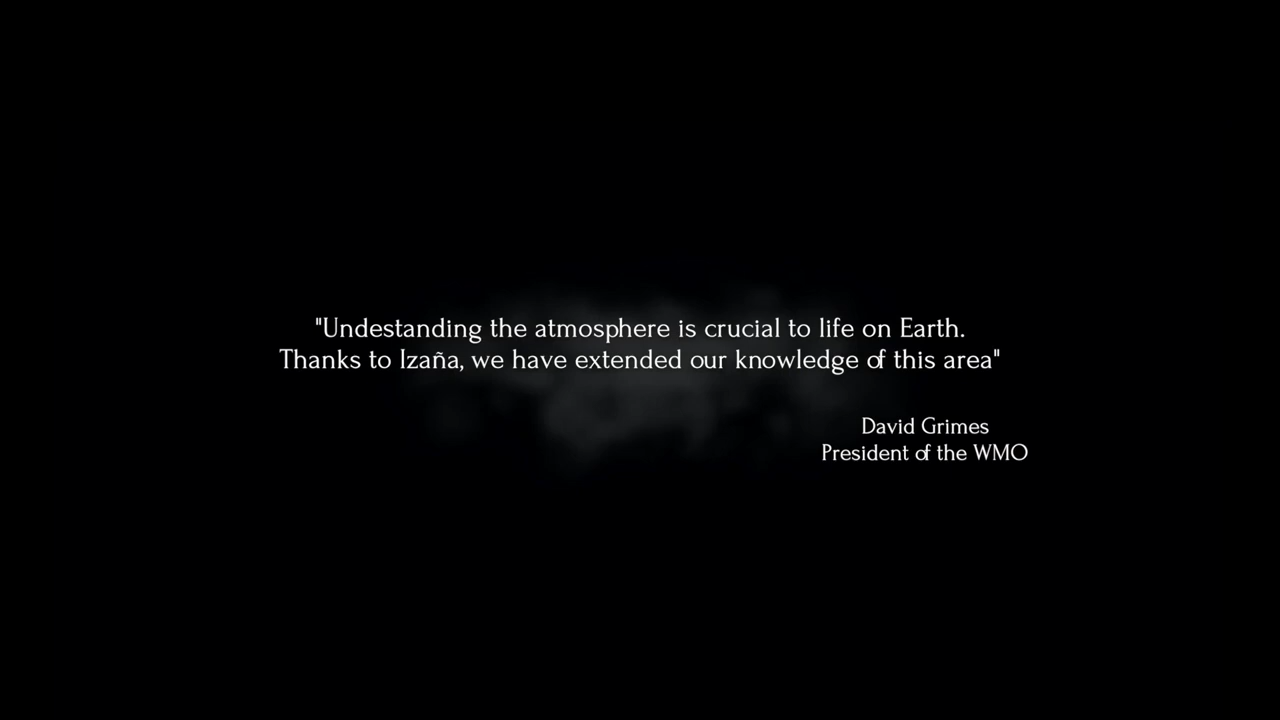 "Undestanding the atmosphere is crucial to life on Earth.
Thanks to Izaña, we have extended our knowledge of this area"
David Grimes
President of the WMO